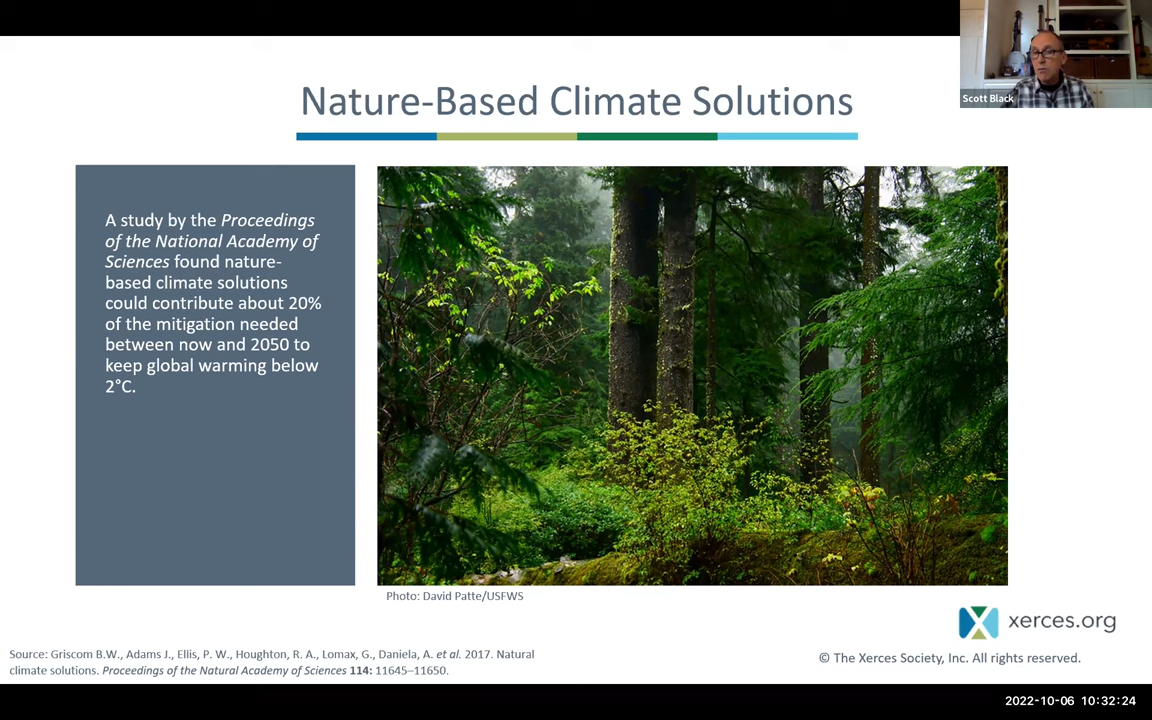 Nature-Based Climate Solutions
Scott Black
A study by the Proceedings
of the National Academy of
Sciences found nature-
based climate solutions
could contribute about 20%
of the mitigation needed
between now and 2050 to
keep global warming below
2°C.
Photo: David Patte/USFWS
xerces.org
Source: Griscom B.W., Adams J., Ellis, P. W., Houghton, R. A., Lomax, G., Daniela, A. et al. 2017. Natural
climate solutions. Proceedings of the Natural Academy of Sciences 114: 11645–11650.
© The Xerces Society, Inc. All rights reserved.
2022-10-06 10:32:24